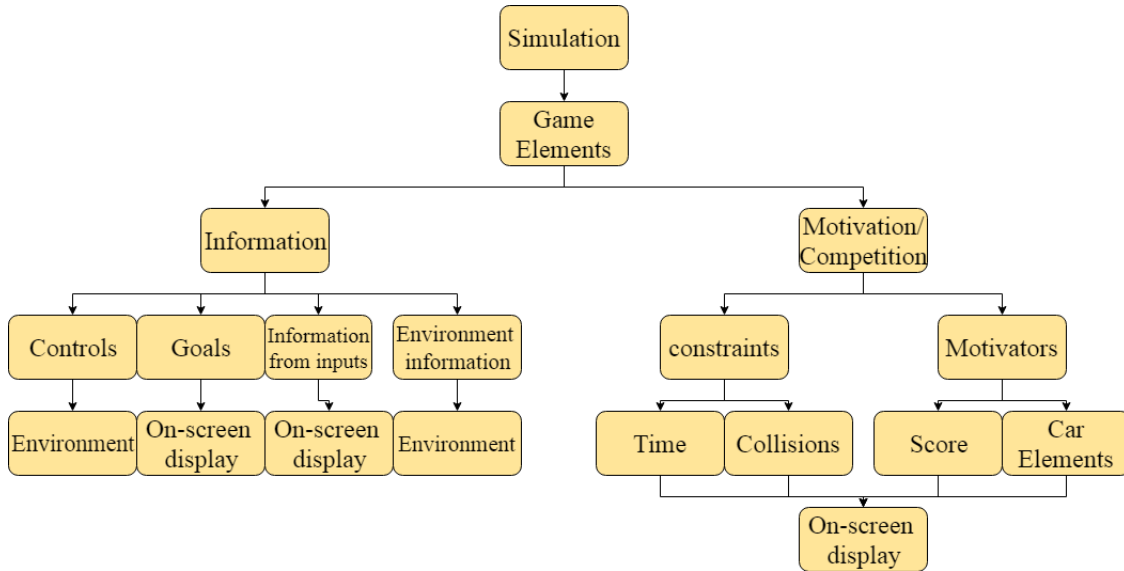 Simulation
Game
Elements
Information
Motivation/
Competition
Controls
Goals
Information
from inputs
Environment
information
constraints
Motivators
Environment
On-screen
display
On-screen
display
Environment
Time
Collisions
Score
Car
Elements
On-screen
display